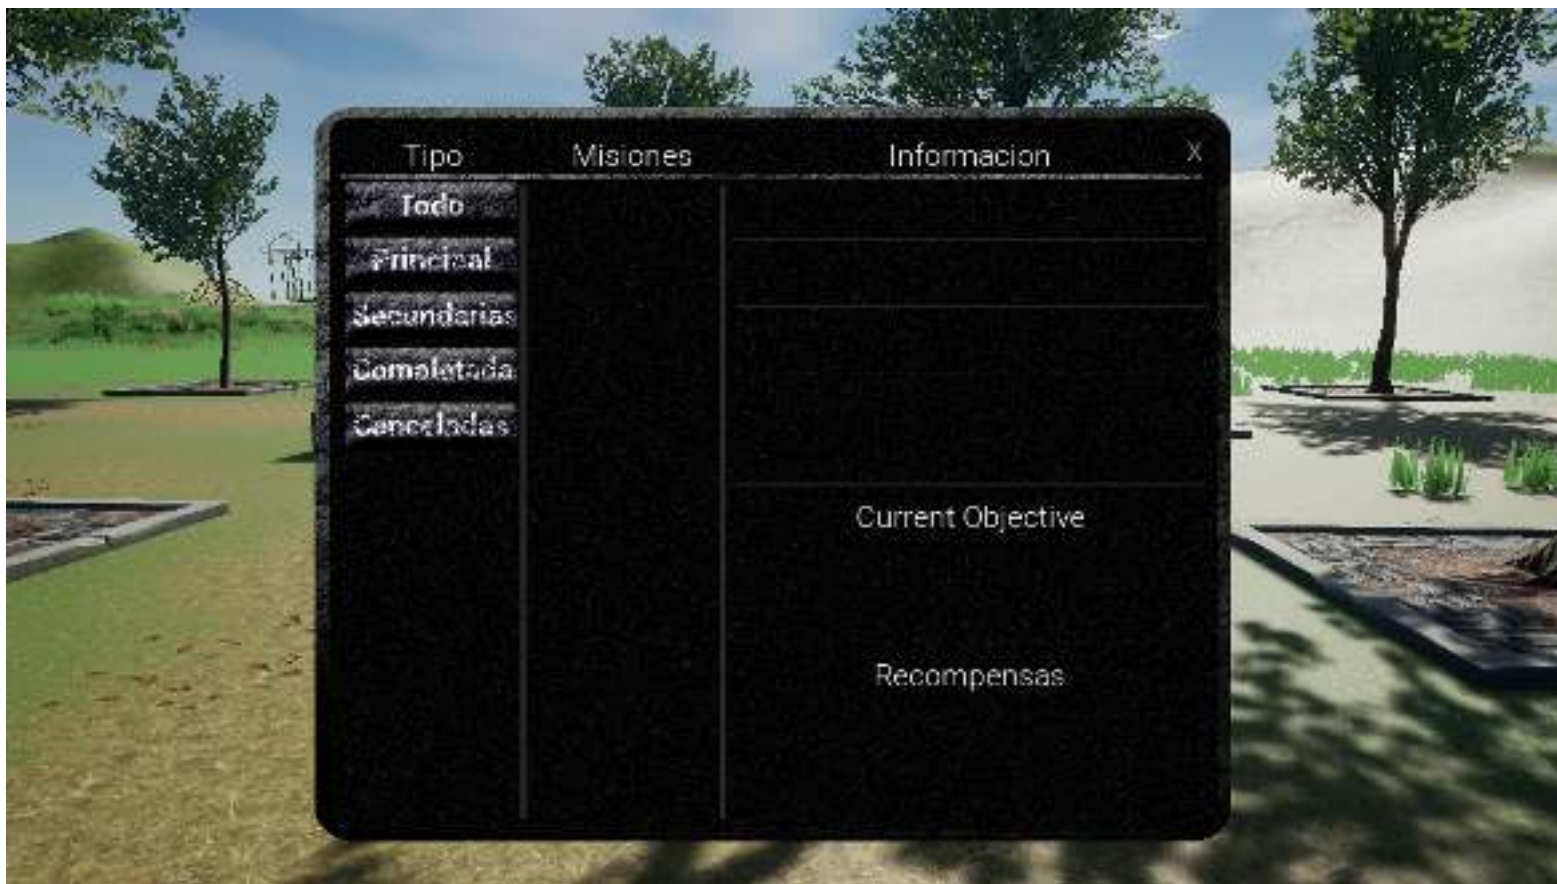 Tipo Misiones Informacion X
Todo
Principal
Secundarias
Completada
Canceladas
Current Objective
Recompensas